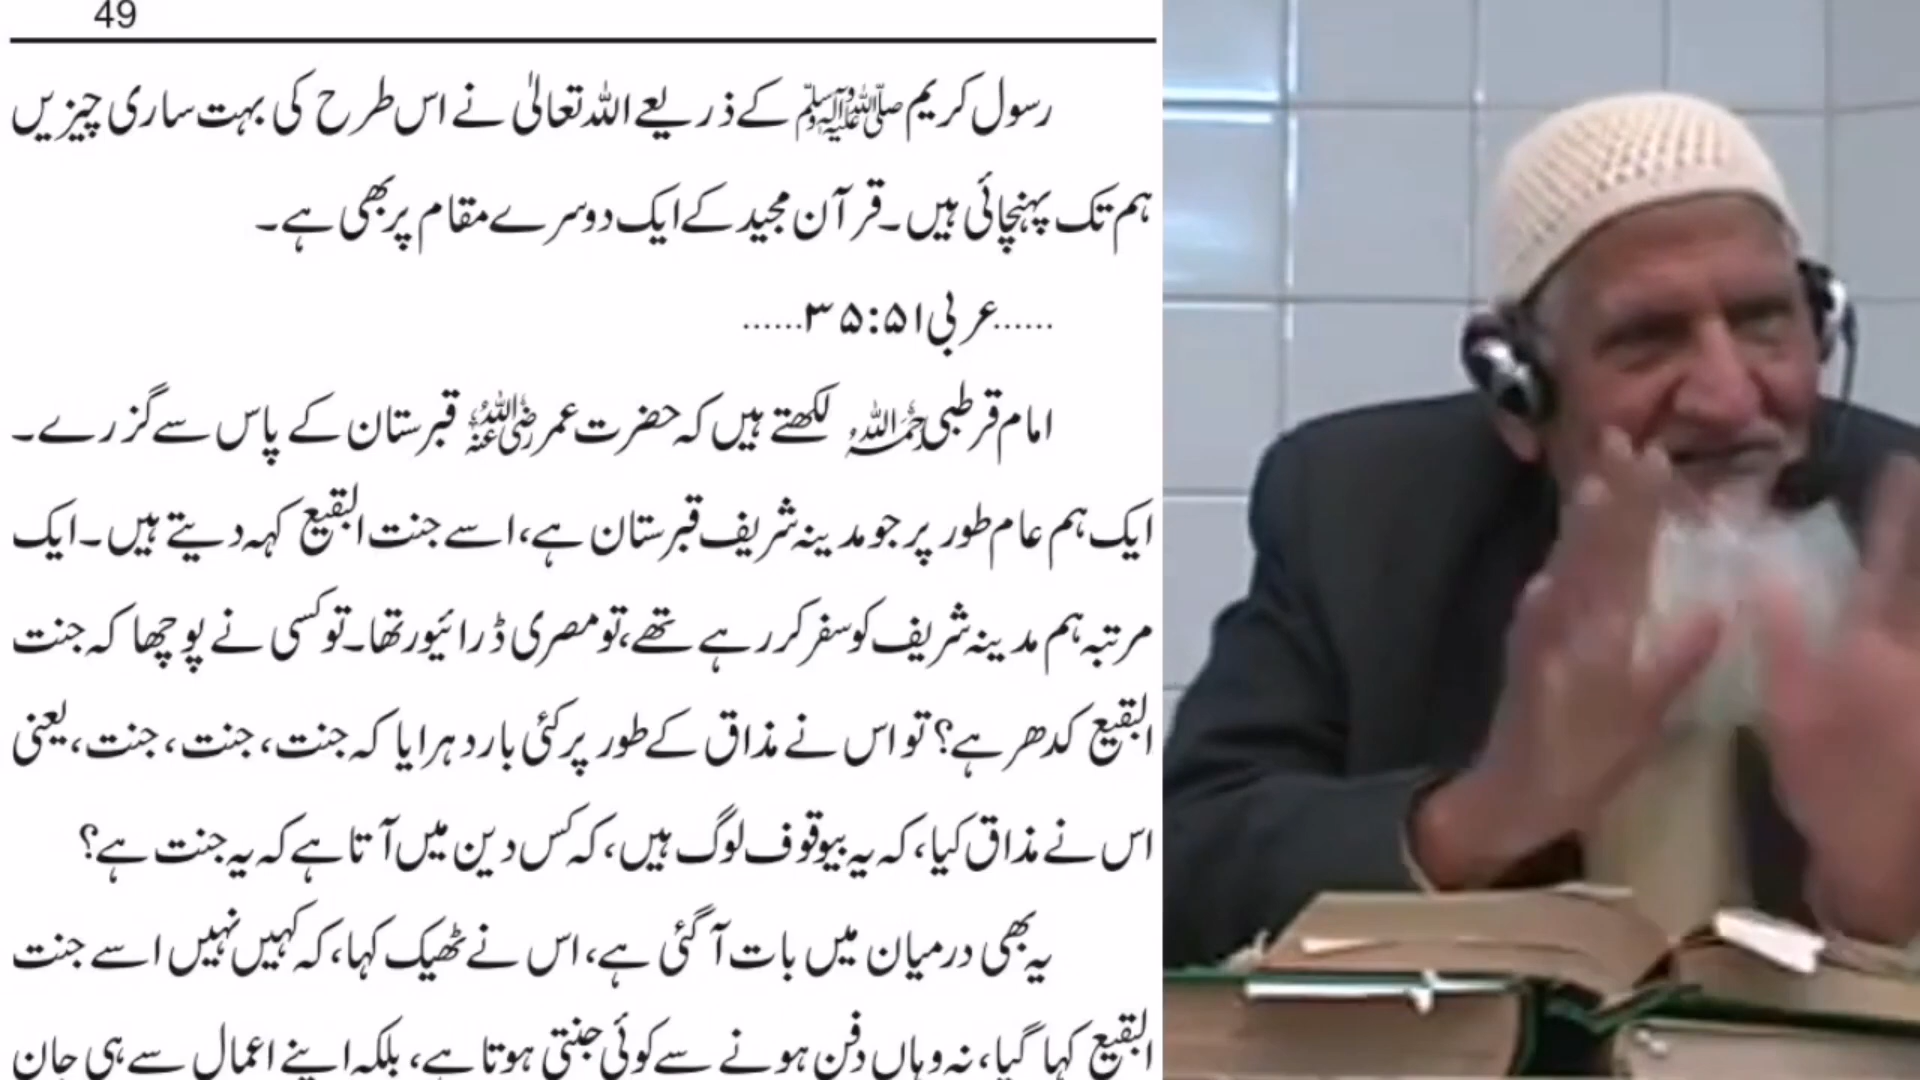 49
رسول کریم ﷺ کے ذریعے اللہ تعالیٰ نے اس طرح کی بہت ساری چیزیں
ہم تک پہنچائی ہیں۔ قرآن مجید کے ایک دوسرے مقام پر بھی ہے۔
......عربی ۳۵:۵۱......
امام قرطبی رحمہ اللہ لکھتے ہیں کہ حضرت عمر رضی اللہ عنہ قبرستان کے پاس سے گزرے۔
ایک ہم عام طور پر جو مدینہ شریف قبرستان ہے، اسے جنت البقیع کہہ دیتے ہیں۔ ایک
مرتبہ ہم مدینہ شریف کو سفر کر رہے تھے، تو مصری ڈرائیور تھا۔ تو کسی نے پوچھا کہ جنت
البقیع کدھر ہے؟ تو اس نے مذاق کے طور پر کئی بار دہرایا کہ جنت، جنت، جنت، یعنی
اس نے مذاق کیا، کہ یہ بیوقوف لوگ ہیں، کہ کس دین میں آتا ہے کہ یہ جنت ہے؟
یہ بھی درمیان میں بات آ گئی ہے، اس نے ٹھیک کہا، کہ کہیں نہیں اسے جنت
البقیع کہا گیا، نہ وہاں دفن ہونے سے کوئی جنتی ہوتا ہے، بلکہ اپنے اعمال سے ہی جان